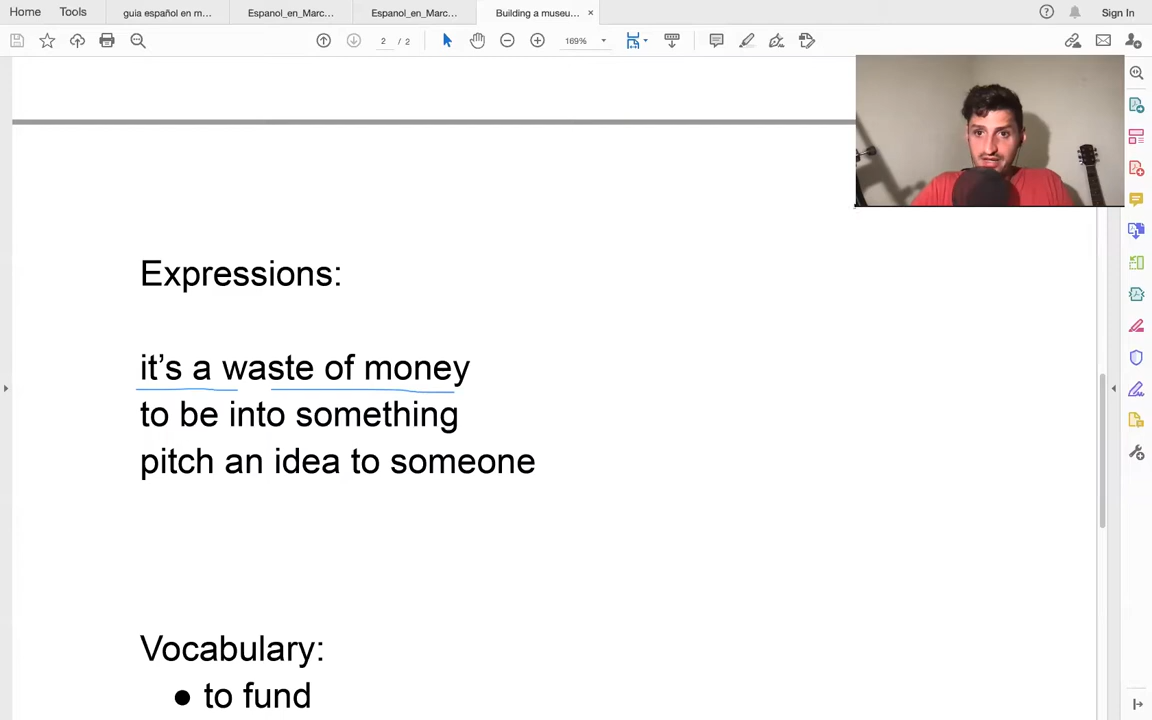 Home Tools guia español en m... Espanol_en_Marc... Espanol_en_Marc... Building a museu... × Sign In
2 / 2 169%
Expressions:
it’s a waste of money
to be into something
pitch an idea to someone
Vocabulary:
● to fund